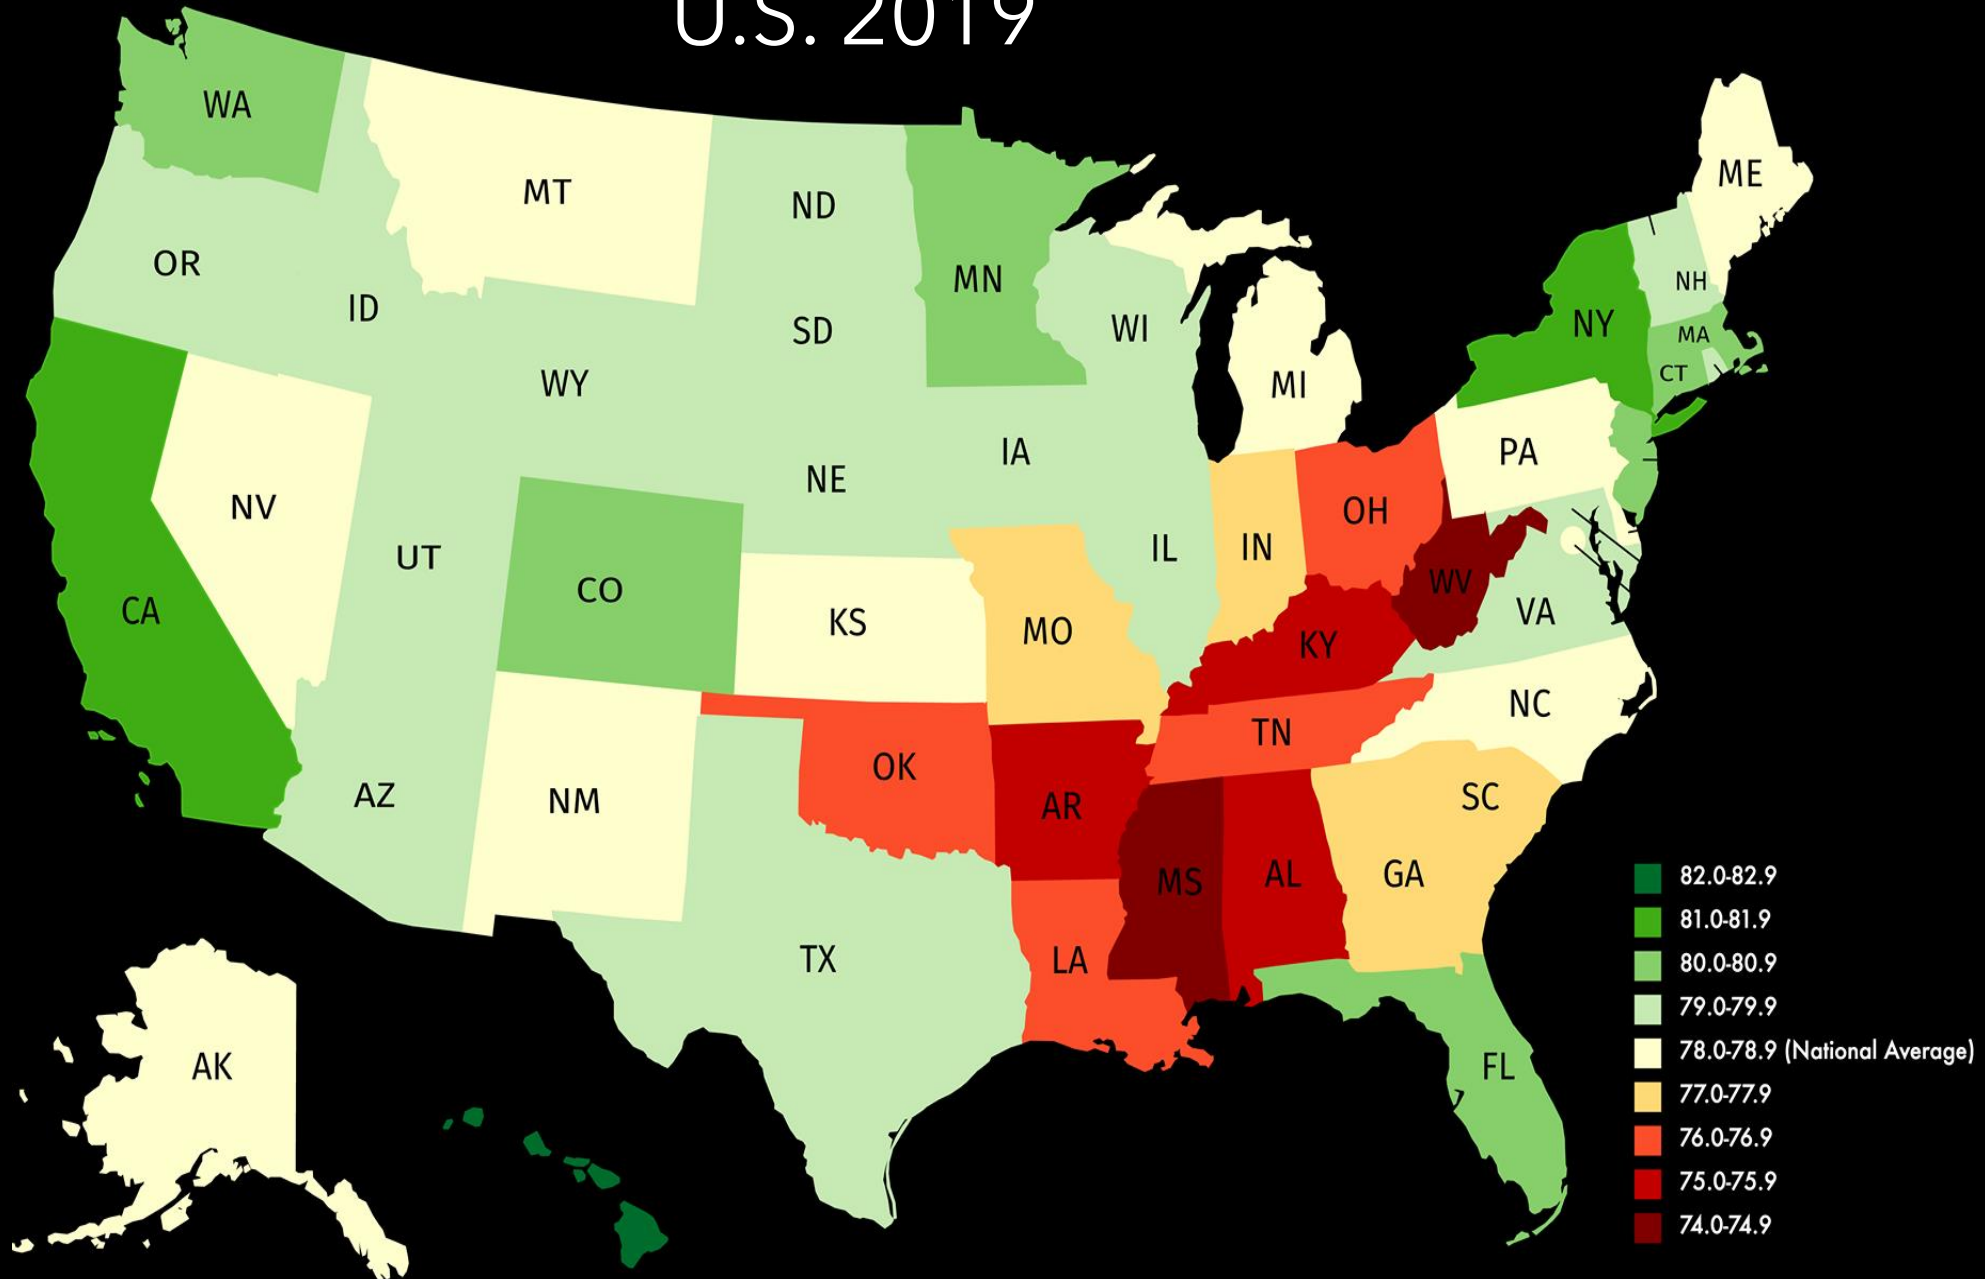 U.S. 2019
WA
MT
ND
ME
OR
ID
MN
NH
SD
WI
NY
MA
WY
MI
CT
IA
PA
NE
NV
OH
UT
IL
IN
CO
WV
CA
KS
MO
VA
KY
NC
TN
OK
AZ
NM
AR
SC
MS
AL
GA
TX
LA
AK
FL
82.0-82.9
81.0-81.9
80.0-80.9
79.0-79.9
78.0-78.9 (National Average)
77.0-77.9
76.0-76.9
75.0-75.9
74.0-74.9